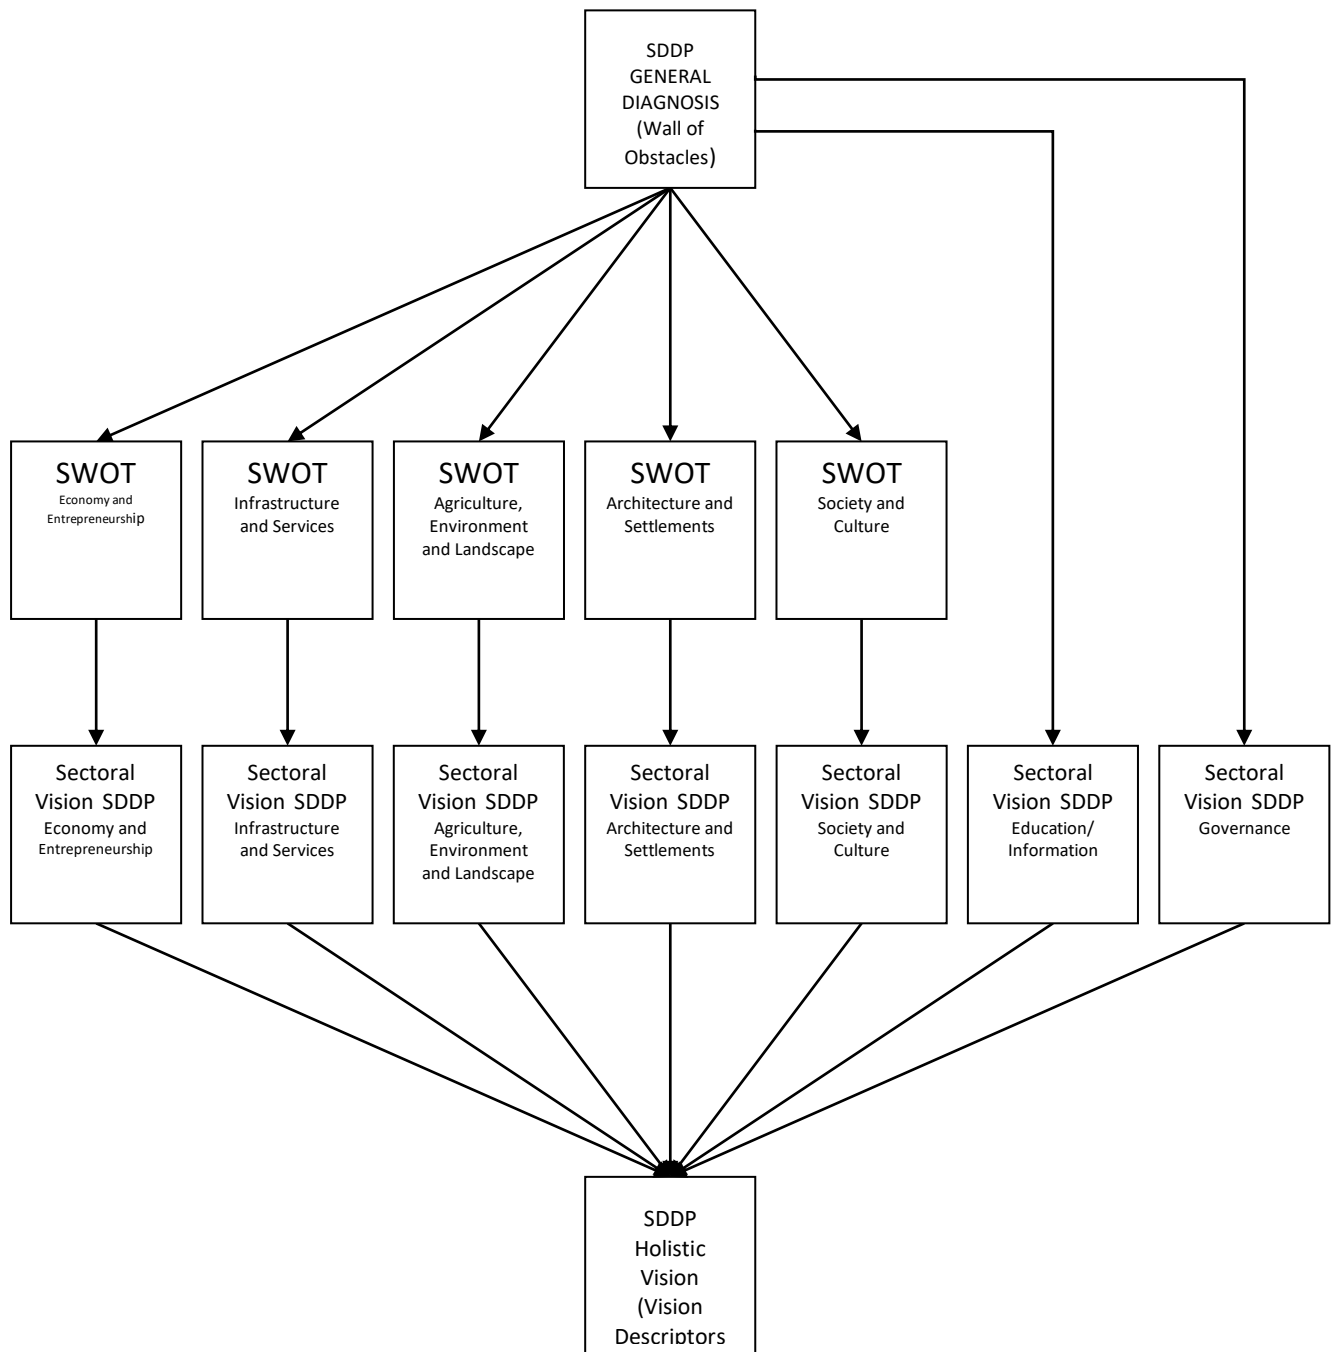 SDDP
GENERAL
DIAGNOSIS
(Wall of
Obstacles)
SWOT
Economy and
Entrepreneurship
SWOT
Infrastructure
and Services
SWOT
Agriculture,
Environment
and Landscape
SWOT
Architecture and
Settlements
SWOT
Society and
Culture
Sectoral
Vision SDDP
Economy and
Entrepreneurship
Sectoral
Vision SDDP
Infrastructure
and Services
Sectoral
Vision SDDP
Agriculture,
Environment
and Landscape
Sectoral
Vision SDDP
Architecture and
Settlements
Sectoral
Vision SDDP
Society and
Culture
Sectoral
Vision SDDP
Education/
Information
Sectoral
Vision SDDP
Governance
SDDP
Holistic
Vision
(Vision
Descriptors